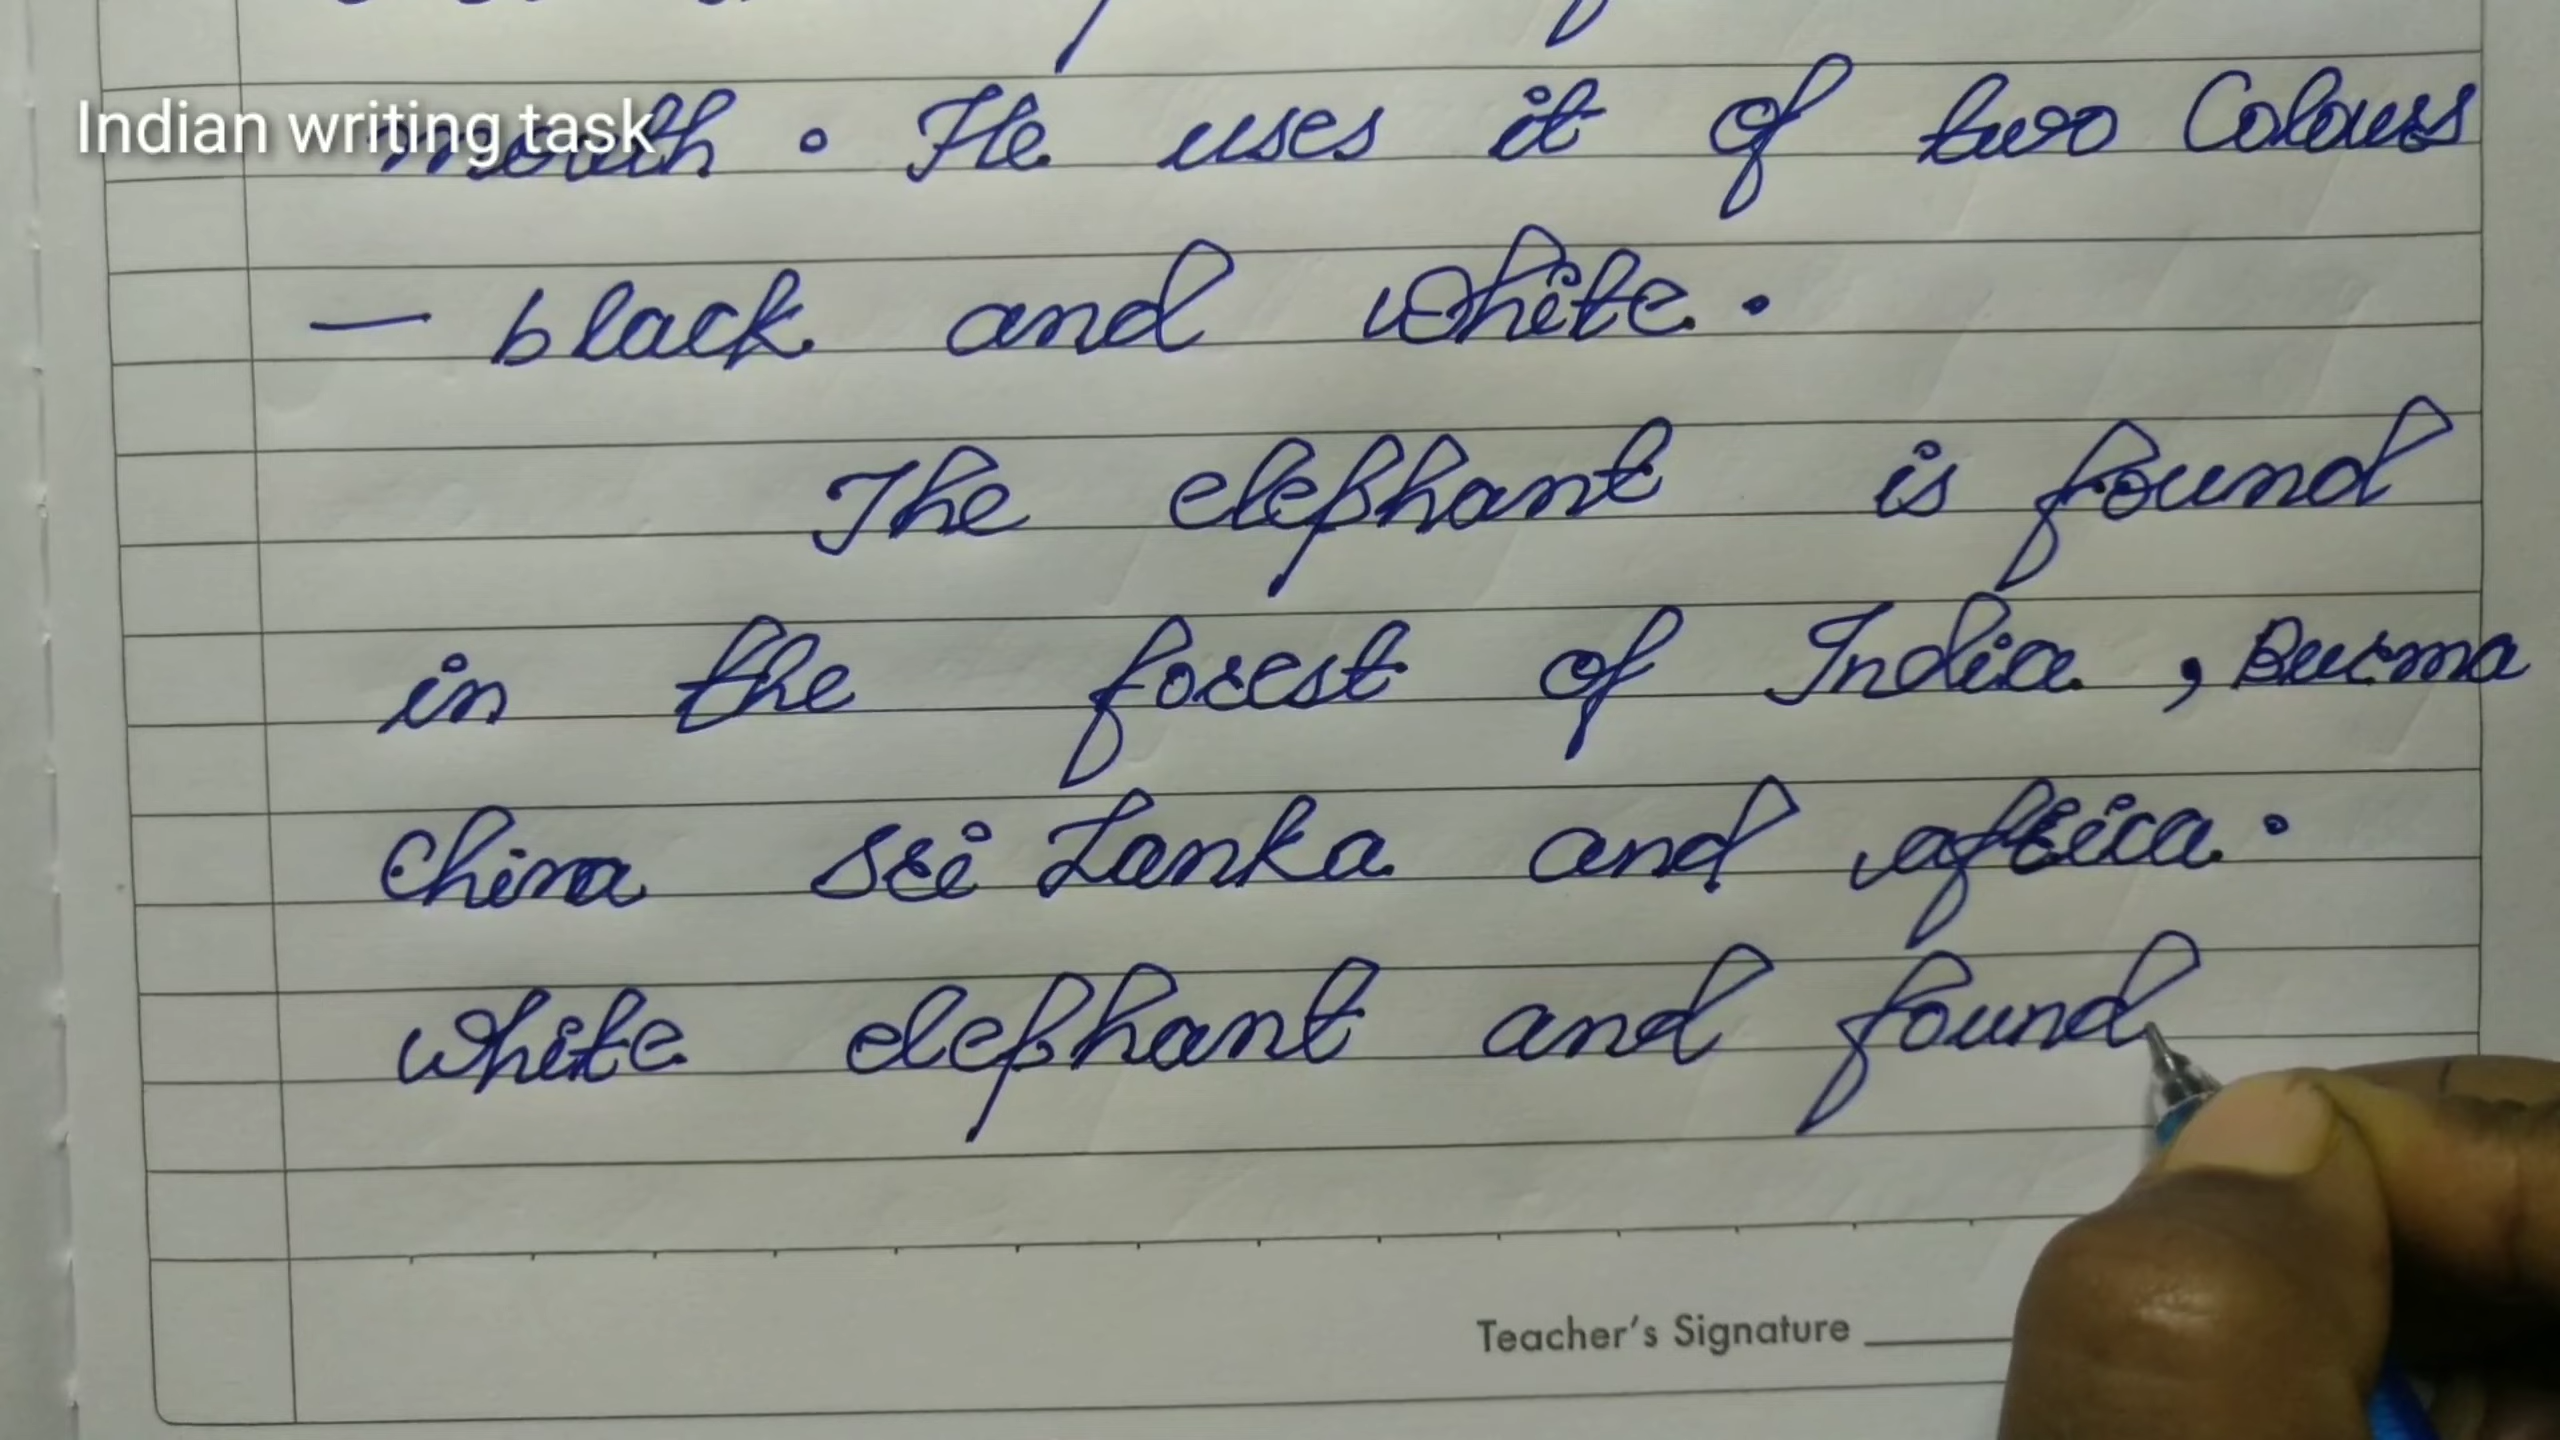 Indian writing task
mouth. He uses it of two Colours
— black and white.
The elephant is found
in the forest of India, Burma
China Sri Lanka and africa.
white elephant and found
Teacher's Signature